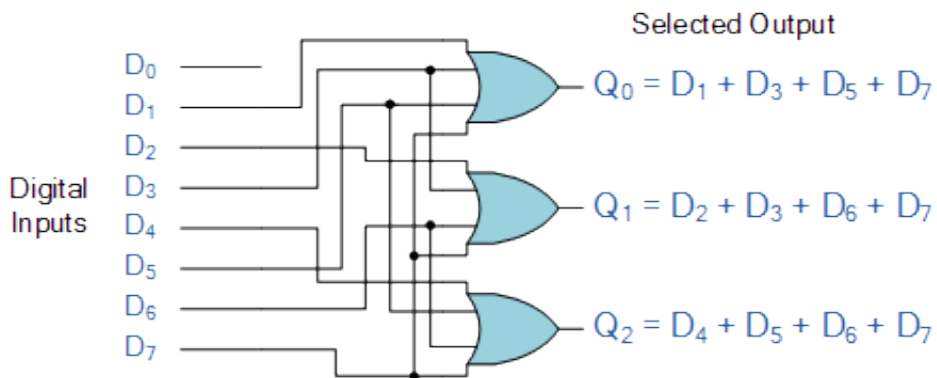 Selected Output
D₀
D₁
D₂
D₃
D₄
D₅
D₆
D₇
Digital
Inputs
Q₀ = D₁ + D₃ + D₅ + D₇
Q₁ = D₂ + D₃ + D₆ + D₇
Q₂ = D₄ + D₅ + D₆ + D₇